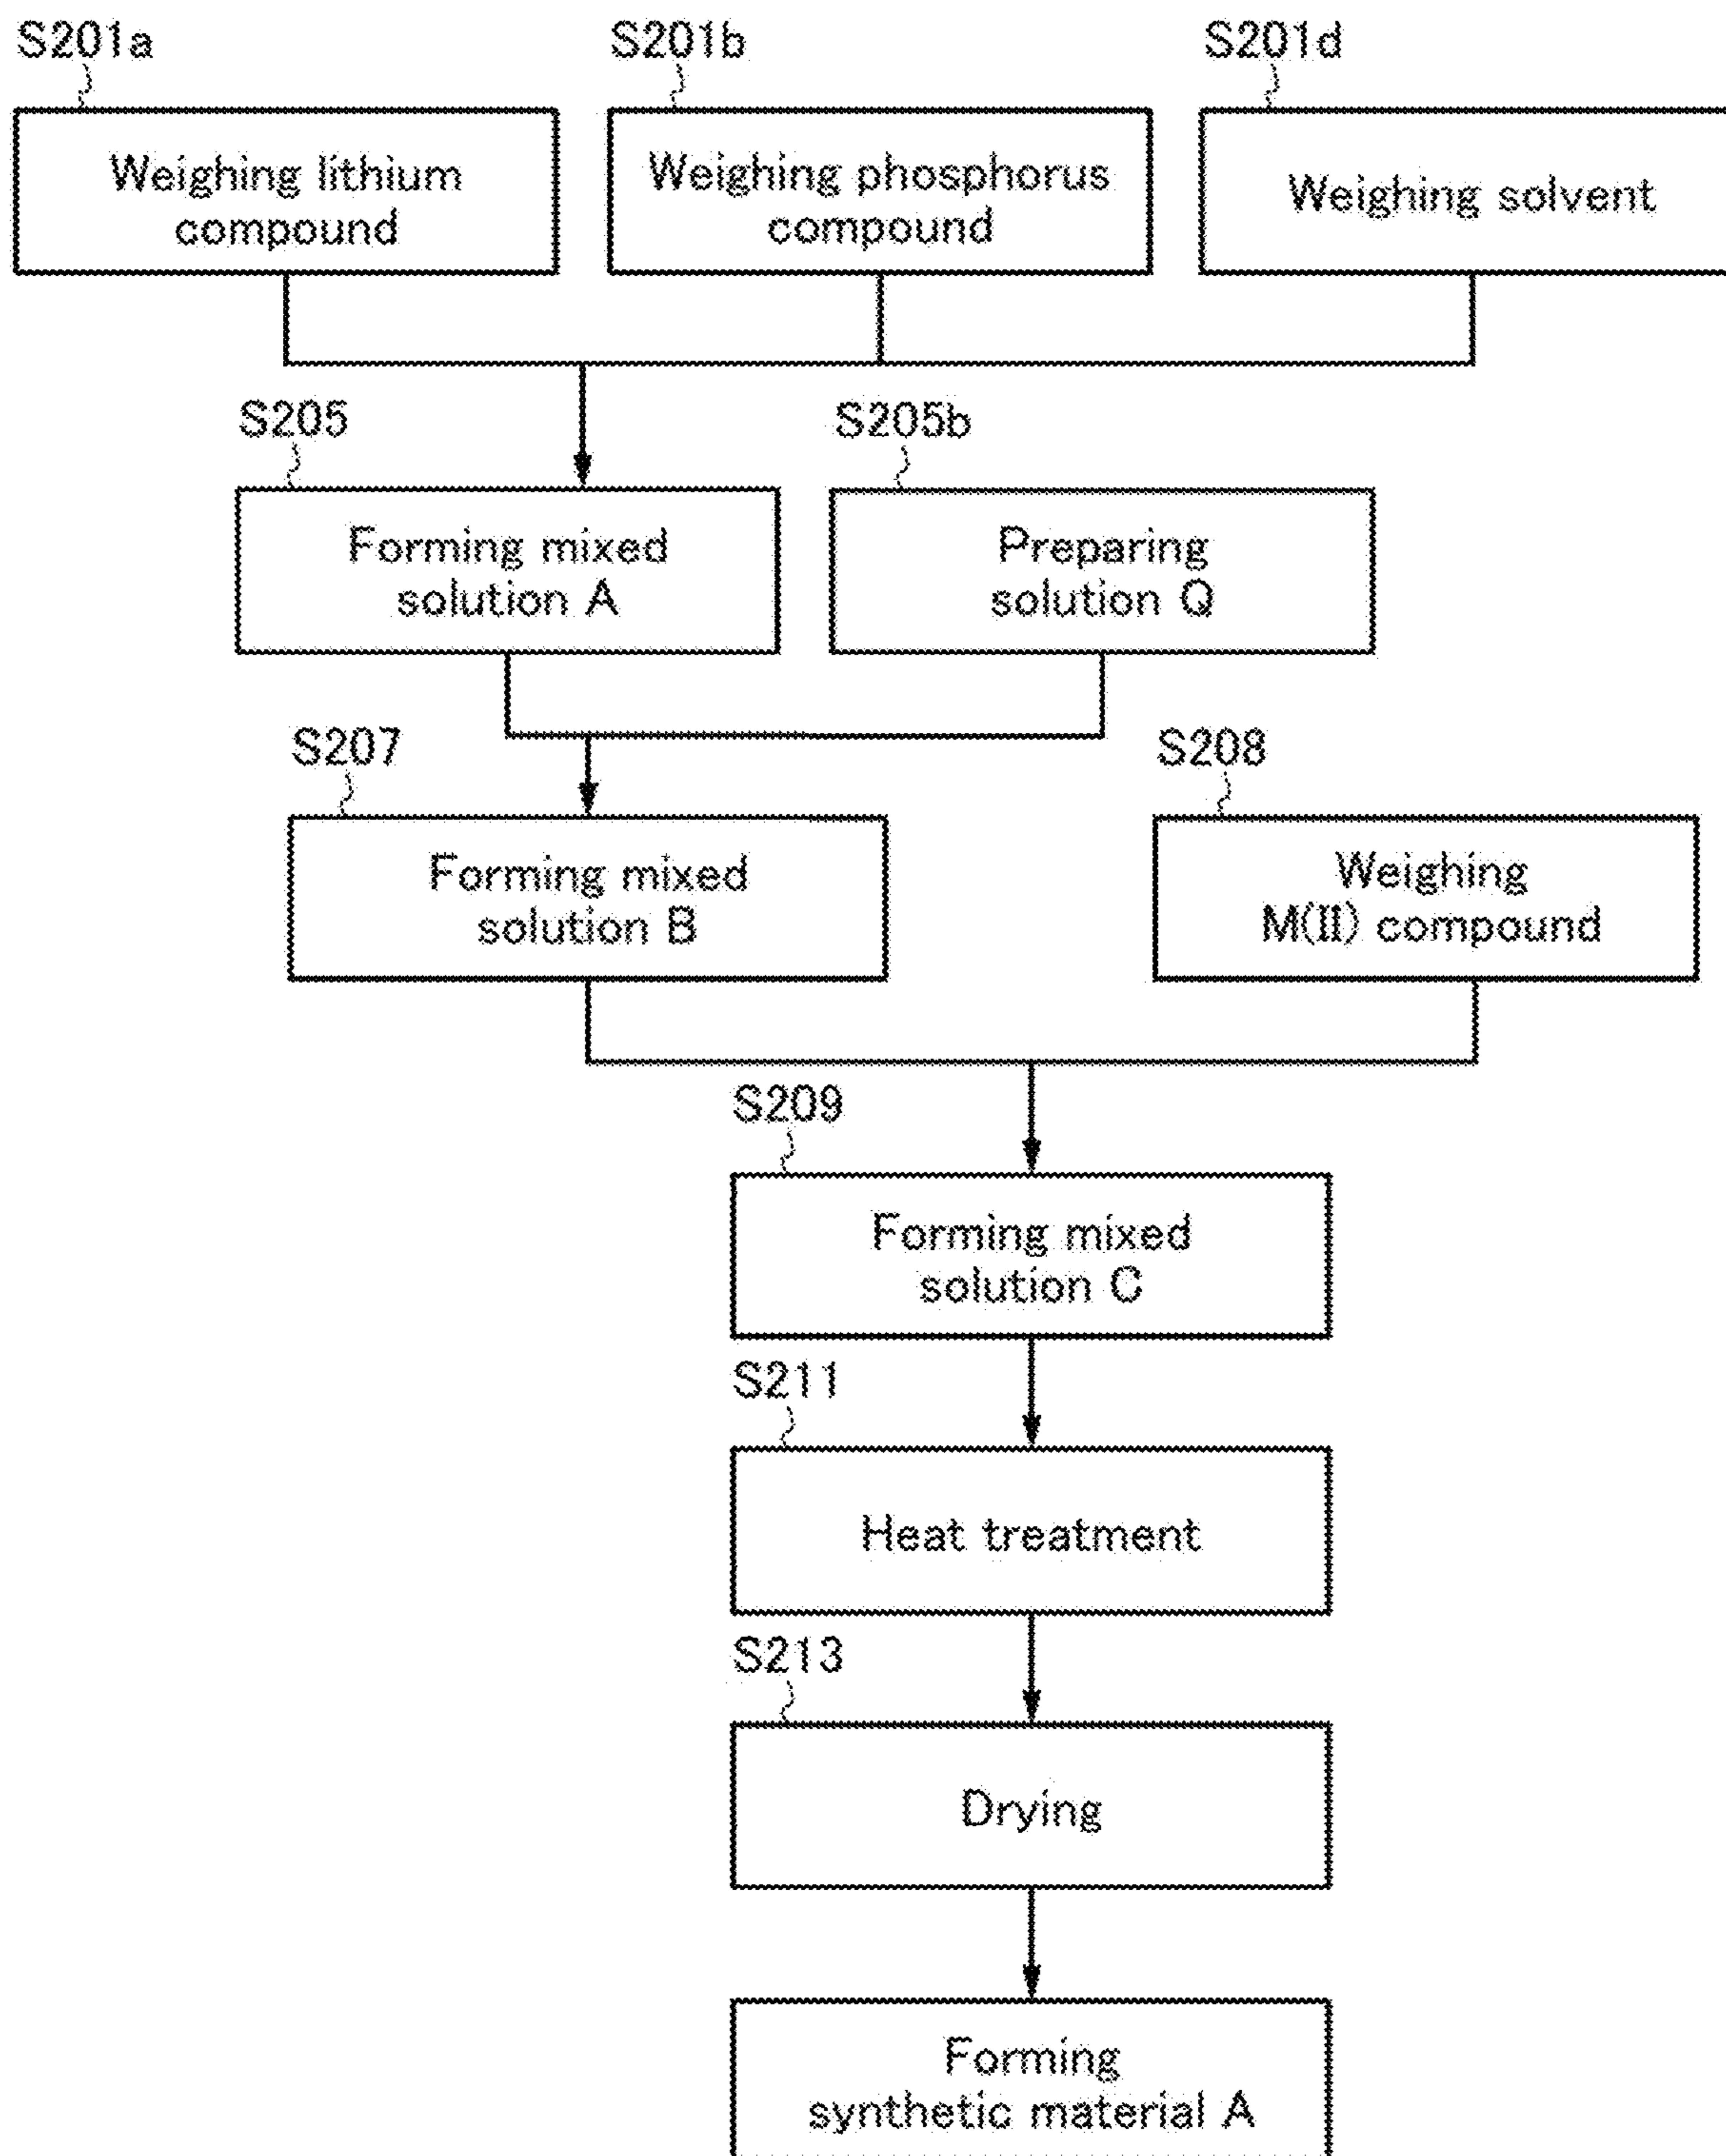 S201a
Weighing lithium
compound
S201b
Weighing phosphorus
compound
S201d
Weighing solvent
S205
Forming mixed
solution A
S205b
Preparing
solution Q
S207
Forming mixed
solution B
S208
Weighing
M(II) compound
S209
Forming mixed
solution C
S211
Heat treatment
S213
Drying
Forming
synthetic material A